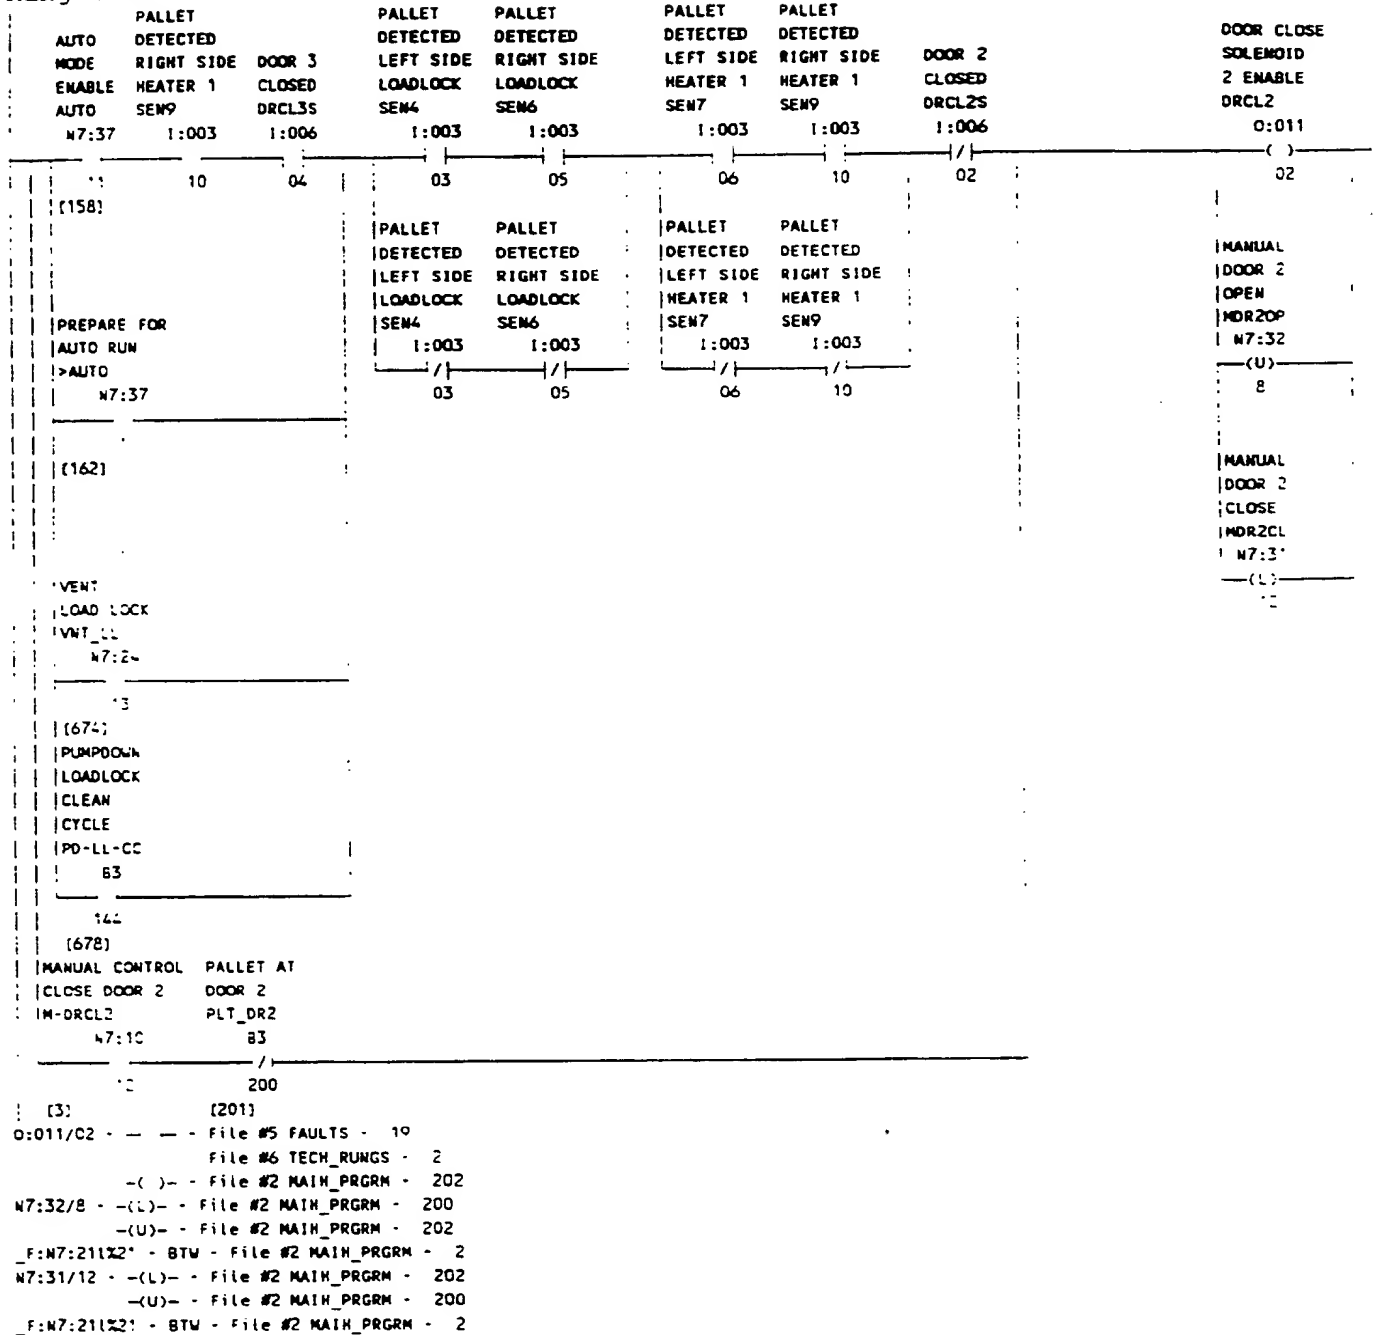 PALLET PALLET PALLET PALLET PALLET
AUTO DETECTED DETECTED DETECTED DETECTED DETECTED DOOR CLOSE
MODE RIGHT SIDE DOOR 3 LEFT SIDE RIGHT SIDE LEFT SIDE RIGHT SIDE DOOR 2 SOLENOID
ENABLE HEATER 1 CLOSED LOADLOCK LOADLOCK HEATER 1 HEATER 1 CLOSED 2 ENABLE
AUTO SEN9 DRCL3S SEN4 SEN6 SEN7 SEN9 DRCL2S DRCL2
N7:37 I:003 I:006 I:003 I:003 I:003 I:003 I:006 O:011
-| |- -| |- -| |- -| |- -| |- -| |- -| |- -|/|- -( )-
10 04 03 05 06 10 02 02
[158]
PALLET PALLET PALLET PALLET MANUAL
DETECTED DETECTED DETECTED DETECTED DOOR 2
LEFT SIDE RIGHT SIDE LEFT SIDE RIGHT SIDE OPEN
LOADLOCK LOADLOCK HEATER 1 HEATER 1 MDR2OP
PREPARE FOR SEN4 SEN6 SEN7 SEN9 N7:32
AUTO RUN I:003 I:003 I:003 I:003 -(U)-
>AUTO -|/|- -|/|- -|/|- -|/|- 8
N7:37 03 05 06 10
[162] MANUAL
DOOR 2
CLOSE
MDR2CL
-(L)-
VENT
LOAD LOCK
VNT_LL
13
[674]
PUMPDOWN
LOADLOCK
CLEAN
CYCLE
PD-LL-CC
B3
144
[678]
MANUAL CONTROL PALLET AT
CLOSE DOOR 2 DOOR 2
M-DRCL2 PLT_DR2
N7:10 B3
-|/|-
200
[3] [201]
O:011/02 - — — - File #5 FAULTS - 19
File #6 TECH_RUNGS - 2
-( )- - File #2 MAIN_PRGRM - 202
N7:32/8 - -(L)- - File #2 MAIN_PRGRM - 200
-(U)- - File #2 MAIN_PRGRM - 202
- BTW - File #2 MAIN_PRGRM - 2
N7:31/12 - -(L)- - File #2 MAIN_PRGRM - 202
-(U)- - File #2 MAIN_PRGRM - 200
- BTW - File #2 MAIN_PRGRM - 2